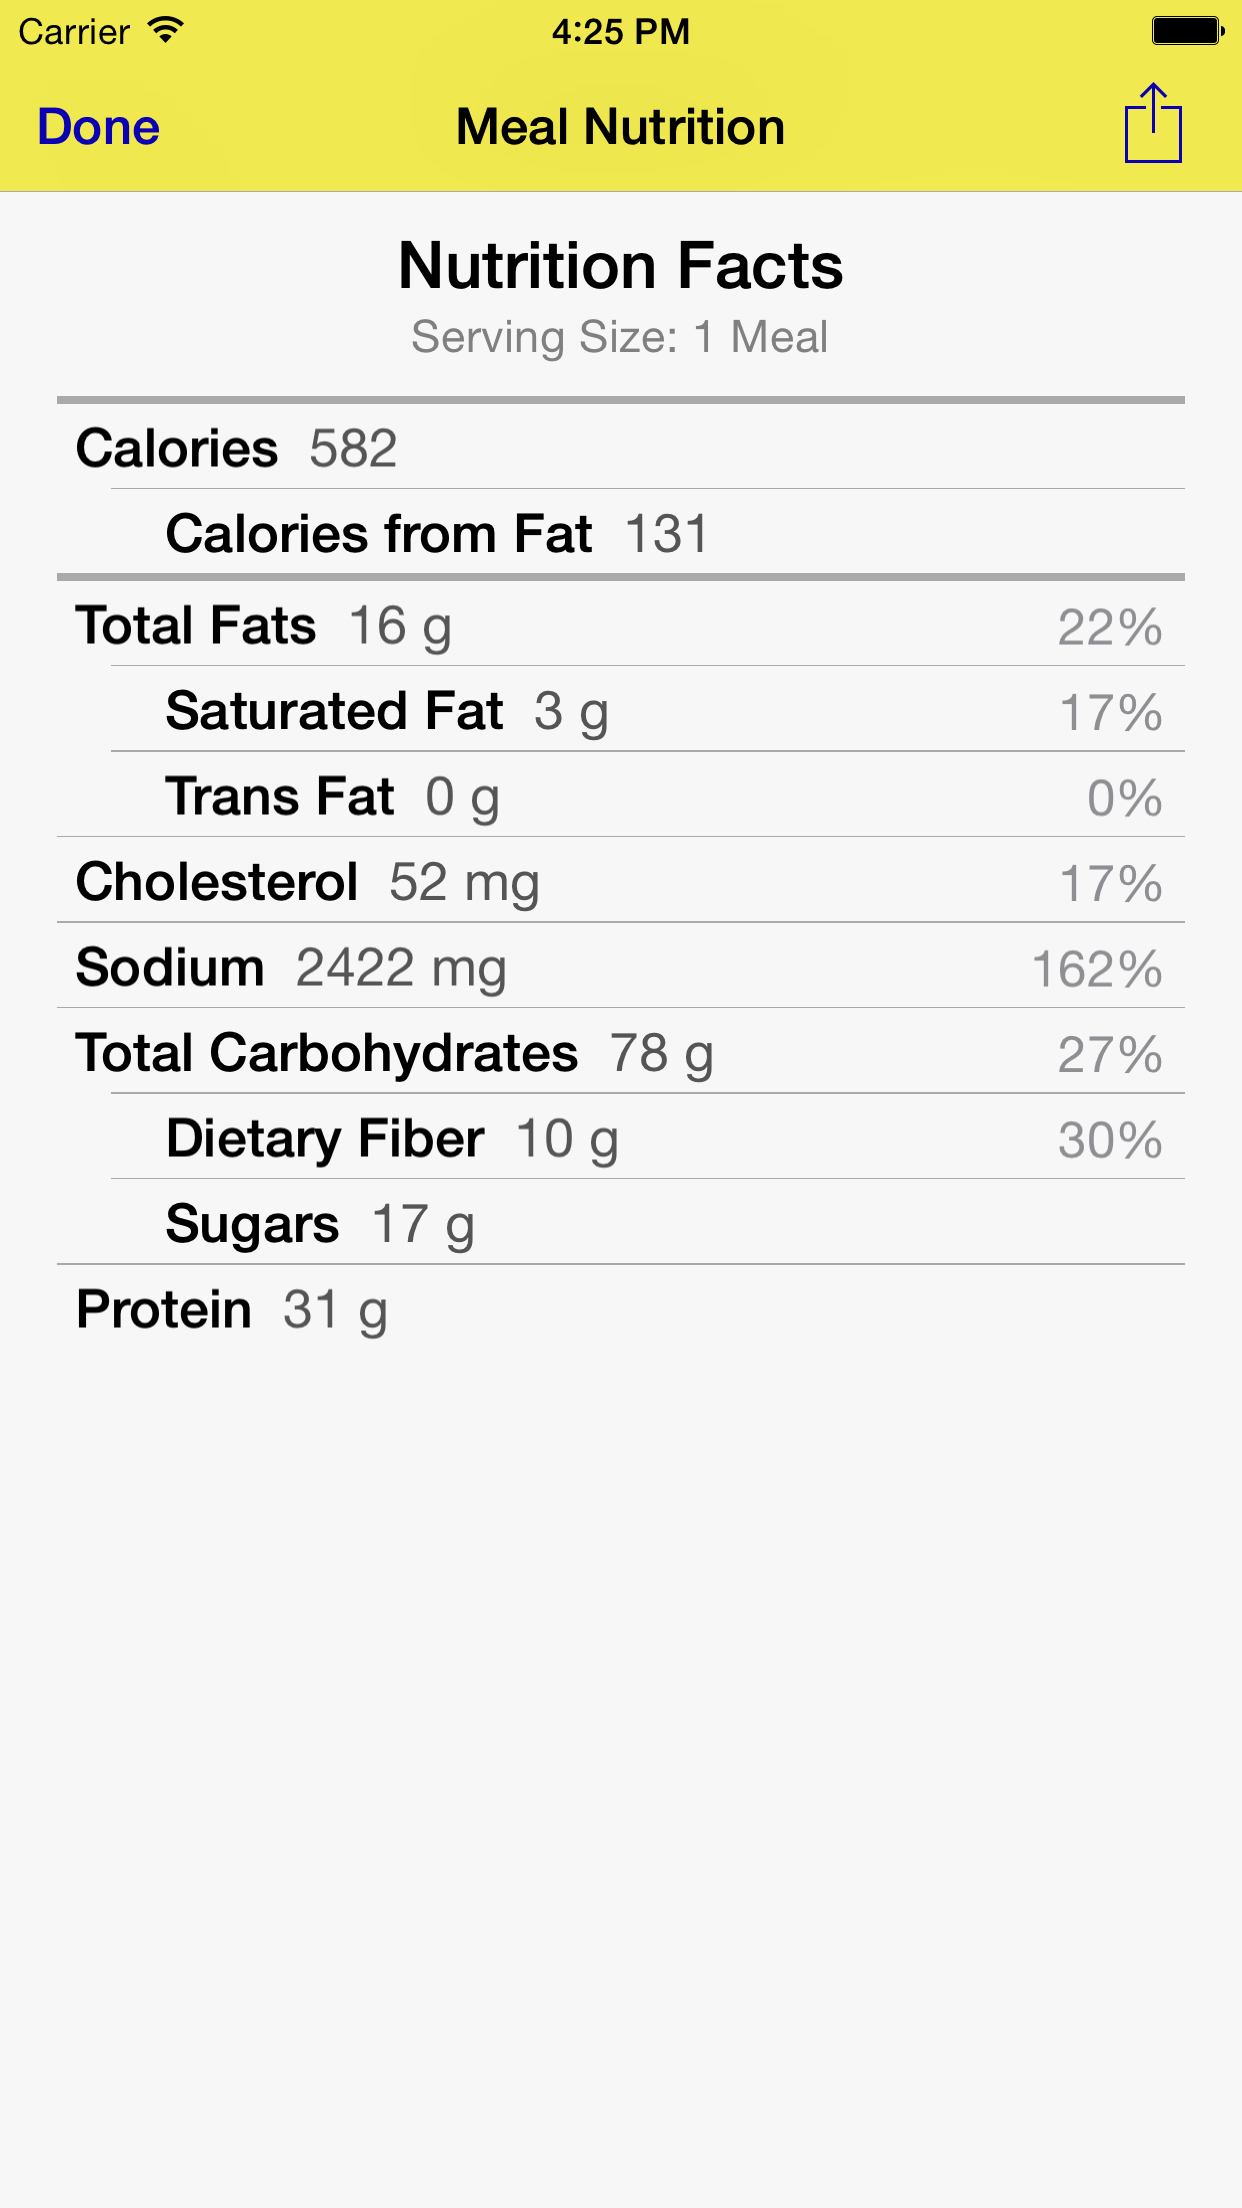 Carrier 4:25 PM
Done Meal Nutrition
Nutrition Facts
Serving Size: 1 Meal
Calories 582
Calories from Fat 131
Total Fats 16 g 22%
Saturated Fat 3 g 17%
Trans Fat 0 g 0%
Cholesterol 52 mg 17%
Sodium 2422 mg 162%
Total Carbohydrates 78 g 27%
Dietary Fiber 10 g 30%
Sugars 17 g
Protein 31 g